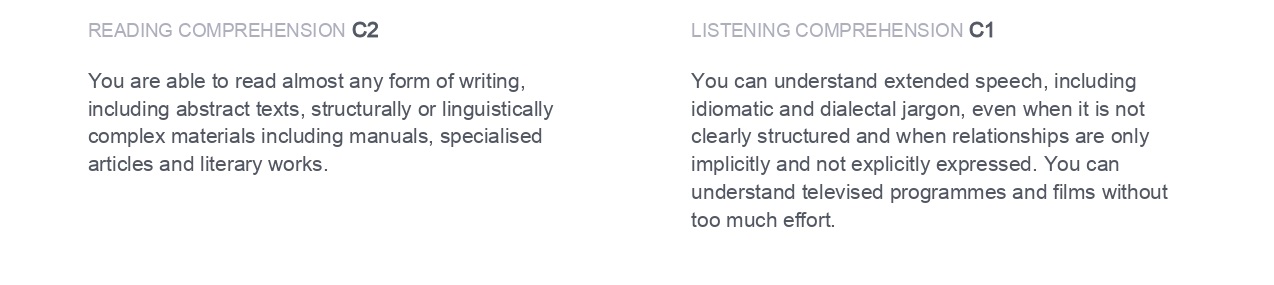 READING COMPREHENSION C2
You are able to read almost any form of writing,
including abstract texts, structurally or linguistically
complex materials including manuals, specialised
articles and literary works.
LISTENING COMPREHENSION C1
You can understand extended speech, including
idiomatic and dialectal jargon, even when it is not
clearly structured and when relationships are only
implicitly and not explicitly expressed. You can
understand televised programmes and films without
too much effort.